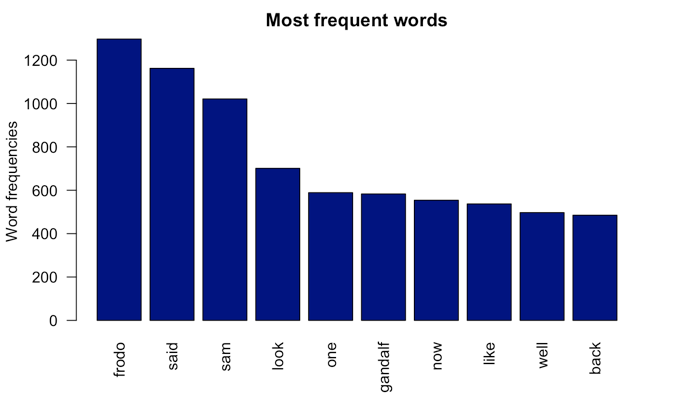 Most frequent words
Word frequencies
1200
1000
800
600
400
200
0
frodo
said
sam
look
one
gandalf
now
like
well
back